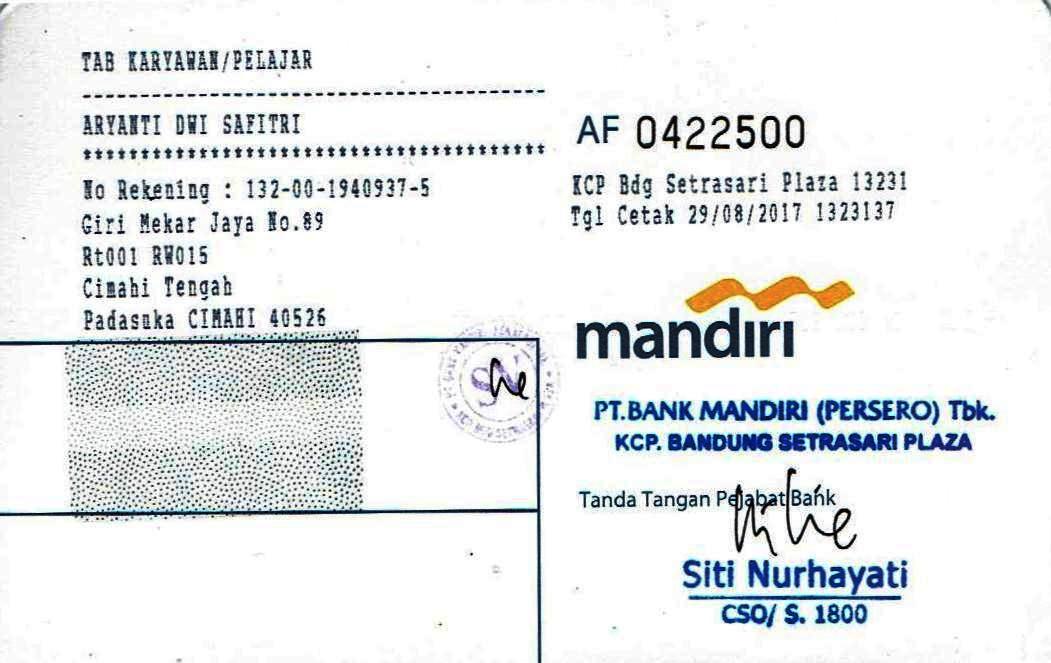 TAB KARYAWAN/PELAJAR
----------------------------------------
ARYANTI DWI SAFITRI
****************************************
No Rekening : 132-00-1940937-5
Giri Mekar Jaya No.89
Rt001 RW015
Cimahi Tengah
Padasuka CIMAHI 40526
AF 0422500
KCP Bdg Setrasari Plaza 13231
Tgl Cetak 29/08/2017 1323137
mandiri
PT.BANK MANDIRI (PERSERO) Tbk.
KCP. BANDUNG SETRASARI PLAZA
Tanda Tangan Pejabat Bank
Siti Nurhayati
CSO/ S. 1800